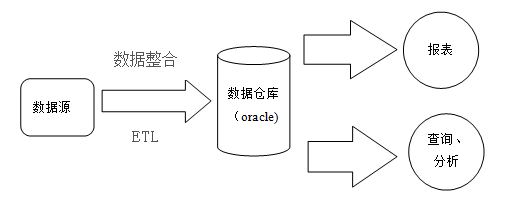 数据整合
数据源
ETL
数据仓库
（oracle)
报表
查询、
分析